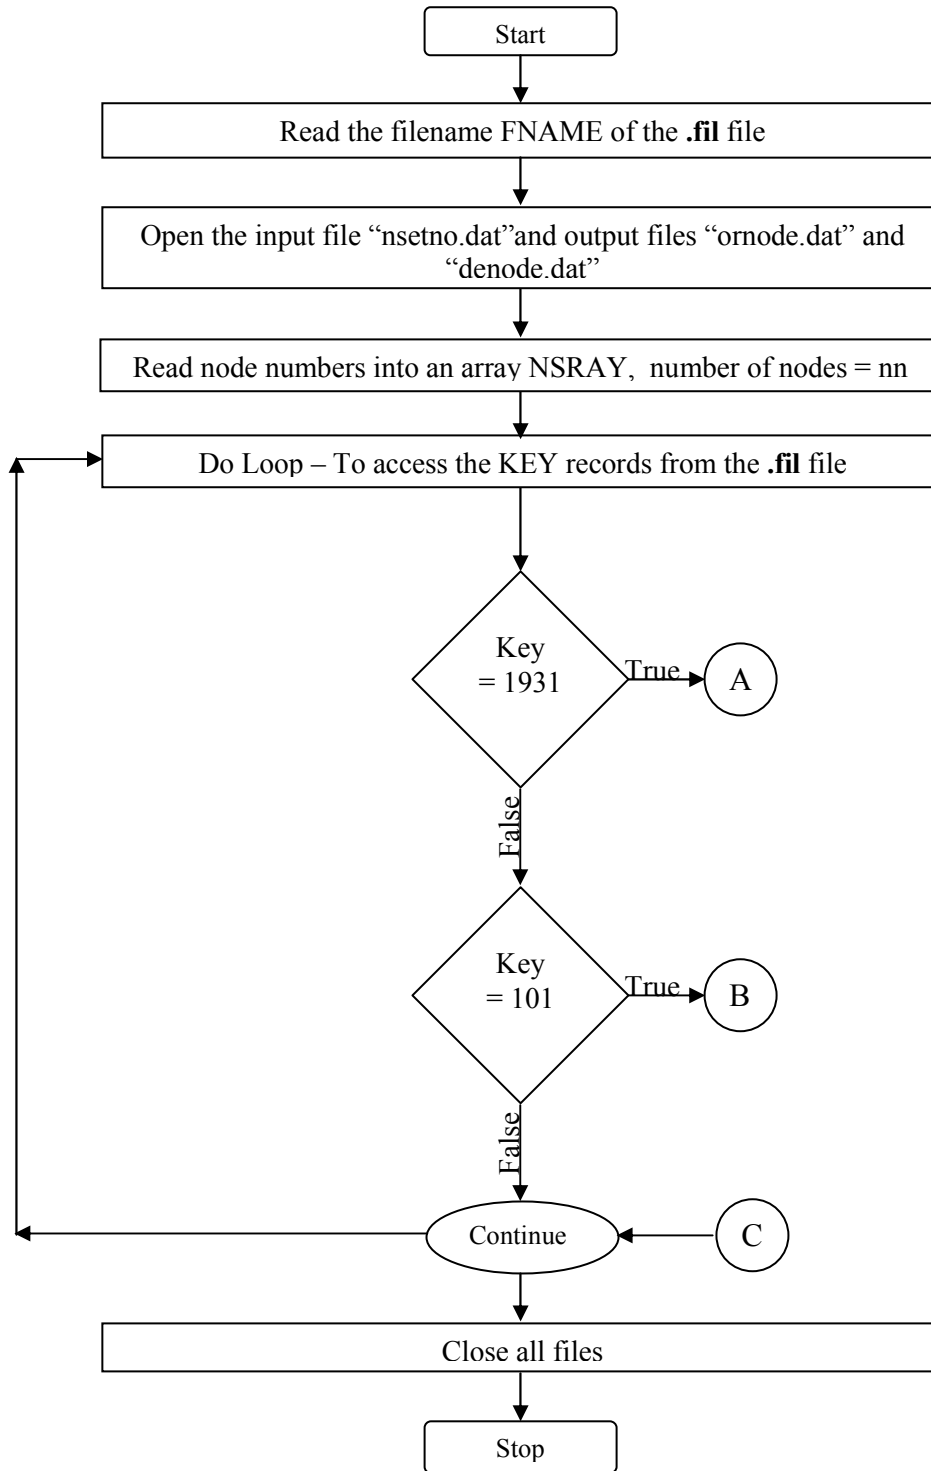 Start
Read the filename FNAME of the .fil file
Open the input file “nsetno.dat”and output files “ornode.dat” and
“denode.dat”
Read node numbers into an array NSRAY, number of nodes = nn
Do Loop – To access the KEY records from the .fil file
Key
= 1931
True
A
False
Key
= 101
True
B
False
Continue
C
Close all files
Stop